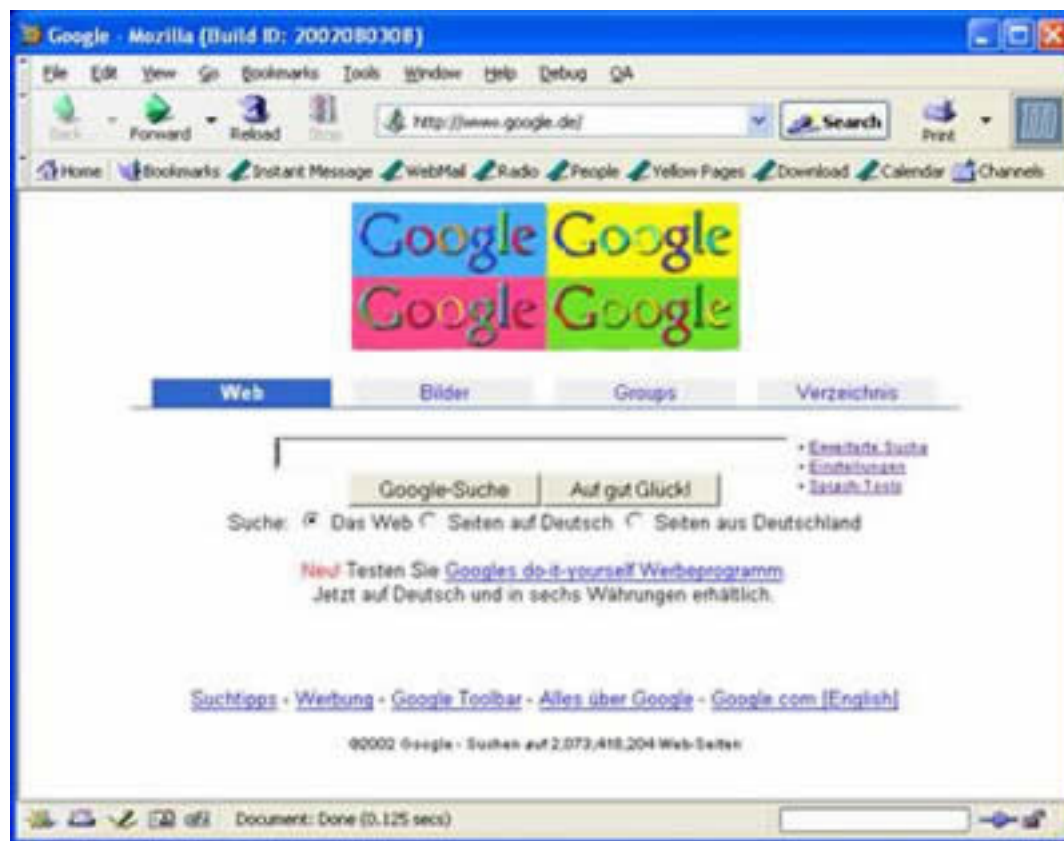 Google - Mozilla {Build ID: 2002080308}
File Edit View Go Bookmarks Tools Window Help Debug QA
Back Forward Reload Stop http://www.google.de/ Search Print
Home Bookmarks Instant Message WebMail Radio People Yellow Pages Download Calendar Channels
Google Google
Google Google
Web Bilder Groups Verzeichnis
• Erweiterte Suche
• Einstellungen
• Sprach-Tools
Google-Suche Auf gut Glück!
Suche: Das Web Seiten auf Deutsch Seiten aus Deutschland
Neu! Testen Sie Googles do-it-yourself Werbeprogramm.
Jetzt auf Deutsch und in sechs Währungen erhältlich.
Suchtipps - Werbung - Google Toolbar - Alles über Google - Google.com [English]
©2002 Google - Suchen auf 2,073,418,204 Web-Seiten
Document: Done (0.125 secs)